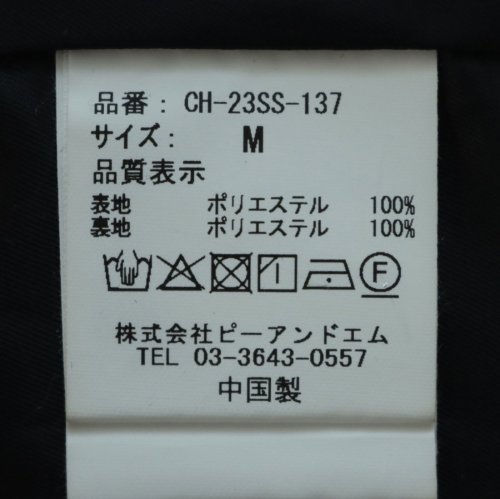 品番: CH-23SS-137
サイズ: M
品質表示
表地 ポリエステル 100%
裏地 ポリエステル 100%
F
株式会社ピーアンドエム
TEL 03-3643-0557
中国製